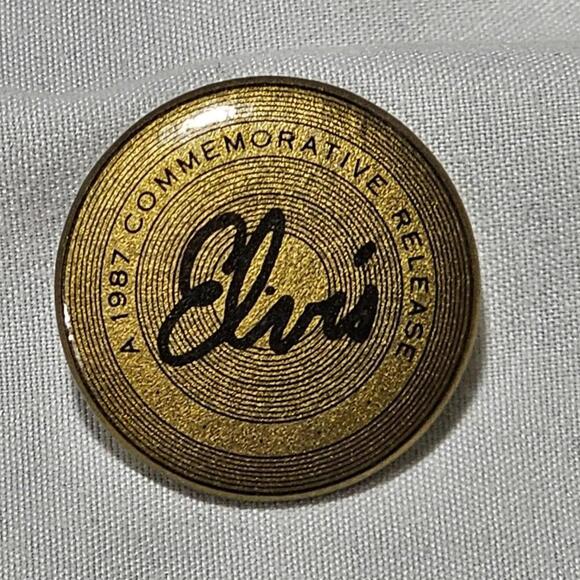 A 1987 COMMEMORATIVE RELEASE
Elvis